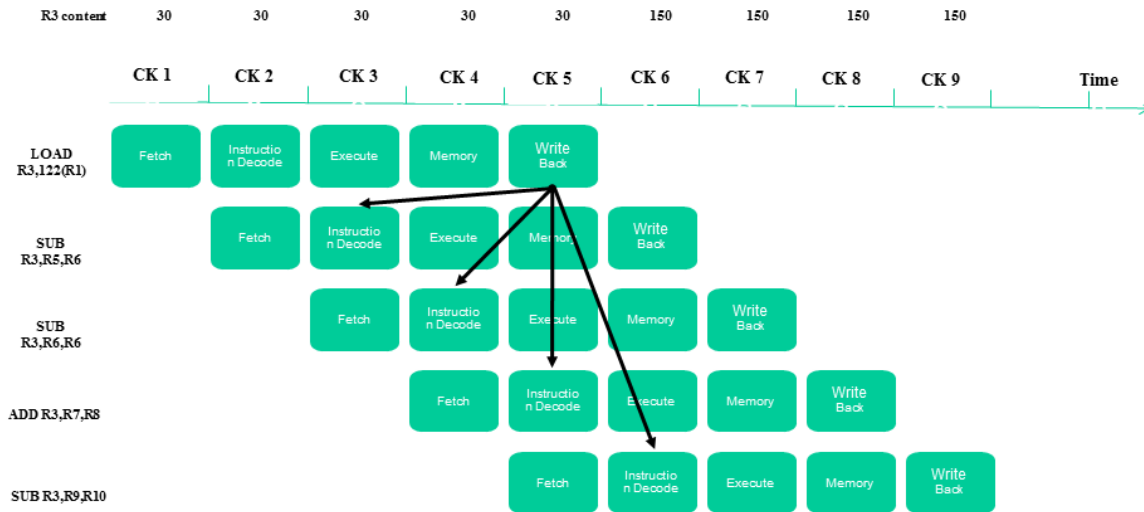 R3 content 30 30 30 30 30 150 150 150 150
CK 1 CK 2 CK 3 CK 4 CK 5 CK 6 CK 7 CK 8 CK 9 Time
LOAD
R3,122(R1)
Fetch
Instructio
n Decode
Execute
Memory
Write
Back
SUB
R3,R5,R6
Fetch
Instructio
n Decode
Execute
Memory
Write
Back
SUB
R3,R6,R6
Fetch
Instructio
n Decode
Execute
Memory
Write
Back
ADD R3,R7,R8
Fetch
Instructio
n Decode
Execute
Memory
Write
Back
SUB R3,R9,R10
Fetch
Instructio
n Decode
Execute
Memory
Write
Back